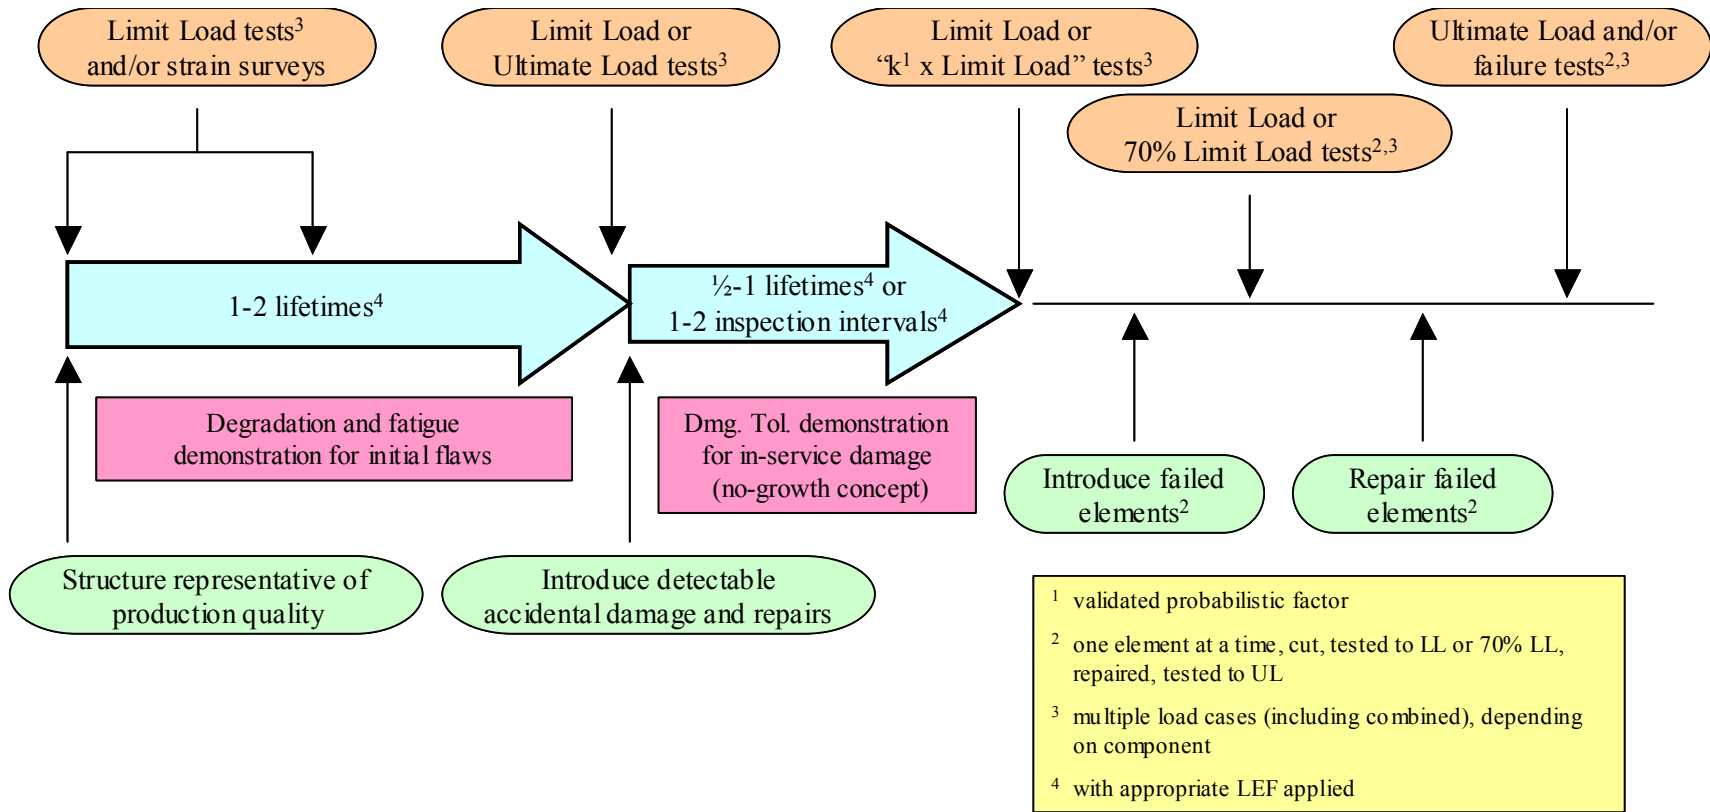 Limit Load tests³
and/or strain surveys
Limit Load or
Ultimate Load tests³
Limit Load or
“k¹ x Limit Load” tests³
Ultimate Load and/or
failure tests²,³
Limit Load or
70% Limit Load tests²,³
1-2 lifetimes⁴
½-1 lifetimes⁴ or
1-2 inspection intervals⁴
Degradation and fatigue
demonstration for initial flaws
Dmg. Tol. demonstration
for in-service damage
(no-growth concept)
Introduce failed
elements²
Repair failed
elements²
Structure representative of
production quality
Introduce detectable
accidental damage and repairs
¹ validated probabilistic factor
² one element at a time, cut, tested to LL or 70% LL,
repaired, tested to UL
³ multiple load cases (including combined), depending
on component
⁴ with appropriate LEF applied